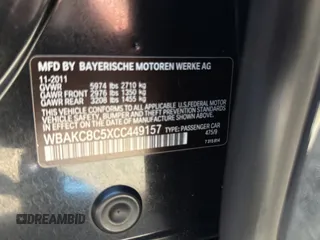 MFD BY BAYERISCHE MOTOREN WERKE AG
11-2011
GVWR 5974 lbs 2710 kg
GAWR FRONT 2976 lbs 1350 kg
GAWR REAR 3208 lbs 1455 kg
THIS VEHICLE CONFORMS TO ALL APPLICABLE
FEDERAL MOTOR VEHICLE SAFETY, BUMPER,
AND THEFT PREVENTION STANDARDS IN EFFECT
ON THE DATE OF MANUFACTURE SHOWN ABOVE.
WBAKC8C5XCC449157 TYPE: PASSENGER CAR
475/9
DREAMBID